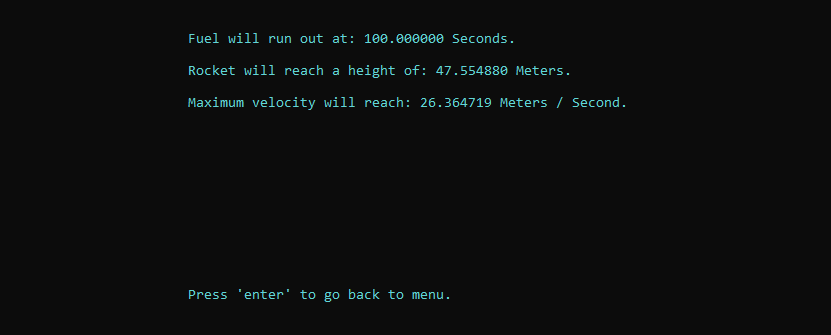 Fuel will run out at: 100.000000 Seconds.
Rocket will reach a height of: 47.554880 Meters.
Maximum velocity will reach: 26.364719 Meters / Second.
Press 'enter' to go back to menu.